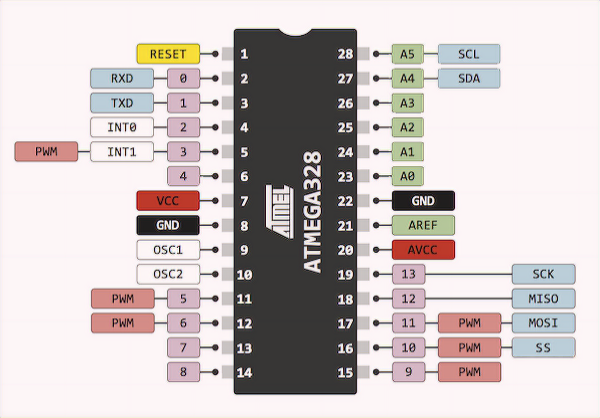 RESET 1 28 A5 SCL
RXD 0 2 27 A4 SDA
TXD 1 3 26 A3
INT0 2 4 25 A2
PWM INT1 3 5 24 A1
4 6 23 A0
VCC 7 22 GND
GND 8 21 AREF
OSC1 9 20 AVCC
OSC2 10 19 13 SCK
PWM 5 11 18 12 MISO
PWM 6 12 17 11 PWM MOSI
7 13 16 10 PWM SS
8 14 15 9 PWM
ATMEL
ATMEGA328